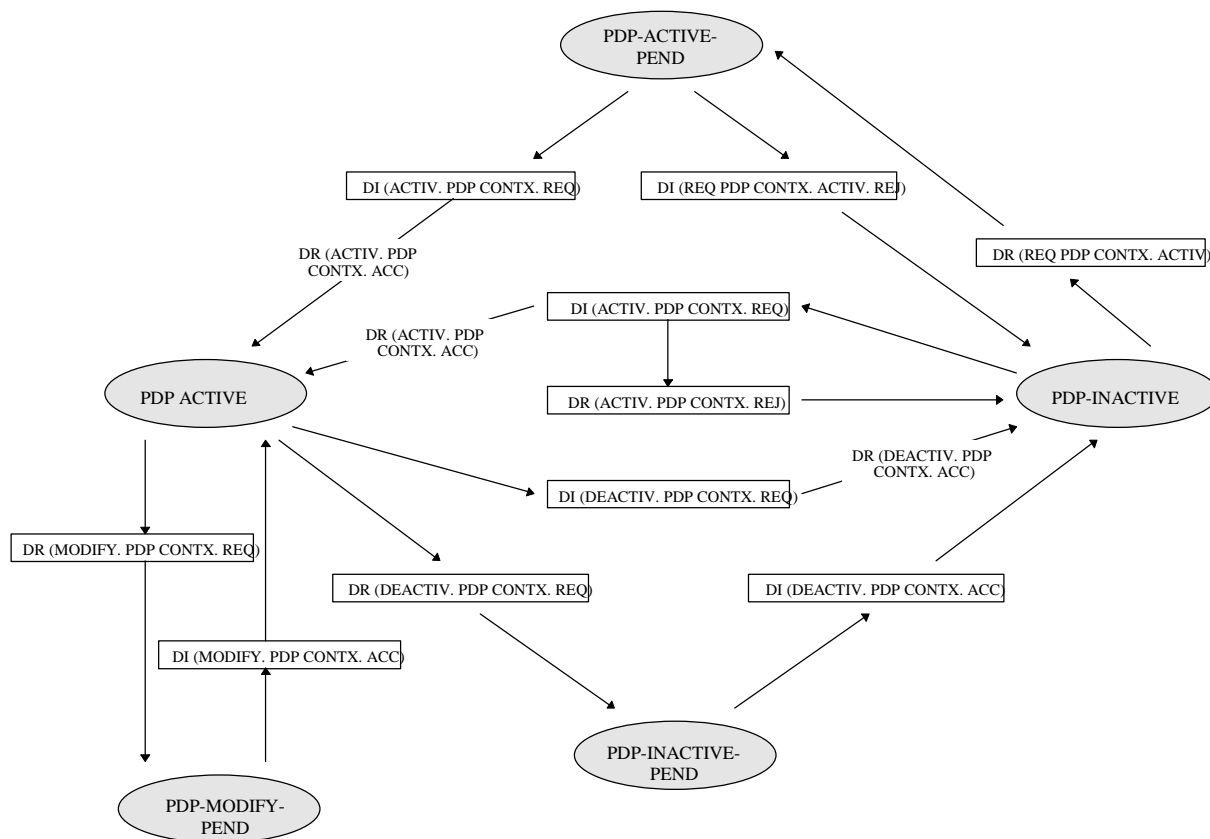 PDP-ACTIVE-
PEND
DI (ACTIV. PDP CONTX. REQ)
DI (REQ PDP CONTX. ACTIV. REJ)
DR (ACTIV. PDP
CONTX. ACC)
DR (REQ PDP CONTX. ACTIV)
DI (ACTIV. PDP CONTX. REQ)
DR (ACTIV. PDP
CONTX. ACC)
PDP ACTIVE
DR (ACTIV. PDP CONTX. REJ)
PDP-INACTIVE
DR (DEACTIV. PDP
CONTX. ACC)
DI (DEACTIV. PDP CONTX. REQ)
DR (MODIFY. PDP CONTX. REQ)
DR (DEACTIV. PDP CONTX. REQ)
DI (DEACTIV. PDP CONTX. ACC)
DI (MODIFY. PDP CONTX. ACC)
PDP-INACTIVE-
PEND
PDP-MODIFY-
PEND